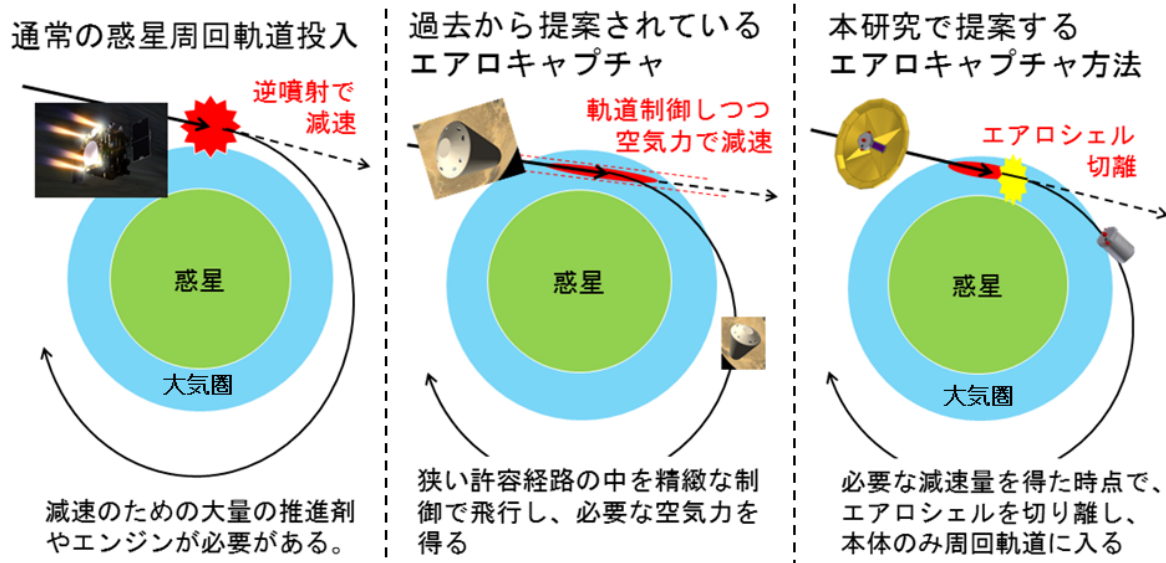 通常の惑星周回軌道投入
逆噴射で
減速
惑星
大気圏
減速のための大量の推進剤
やエンジンが必要がある。
過去から提案されている
エアロキャプチャ
軌道制御しつつ
空気力で減速
惑星
狭い許容経路の中を精緻な制
御で飛行し、必要な空気力を
得る
本研究で提案する
エアロキャプチャ方法
エアロシェル
切離
惑星
大気圏
必要な減速量を得た時点で、
エアロシェルを切り離し、
本体のみ周回軌道に入る